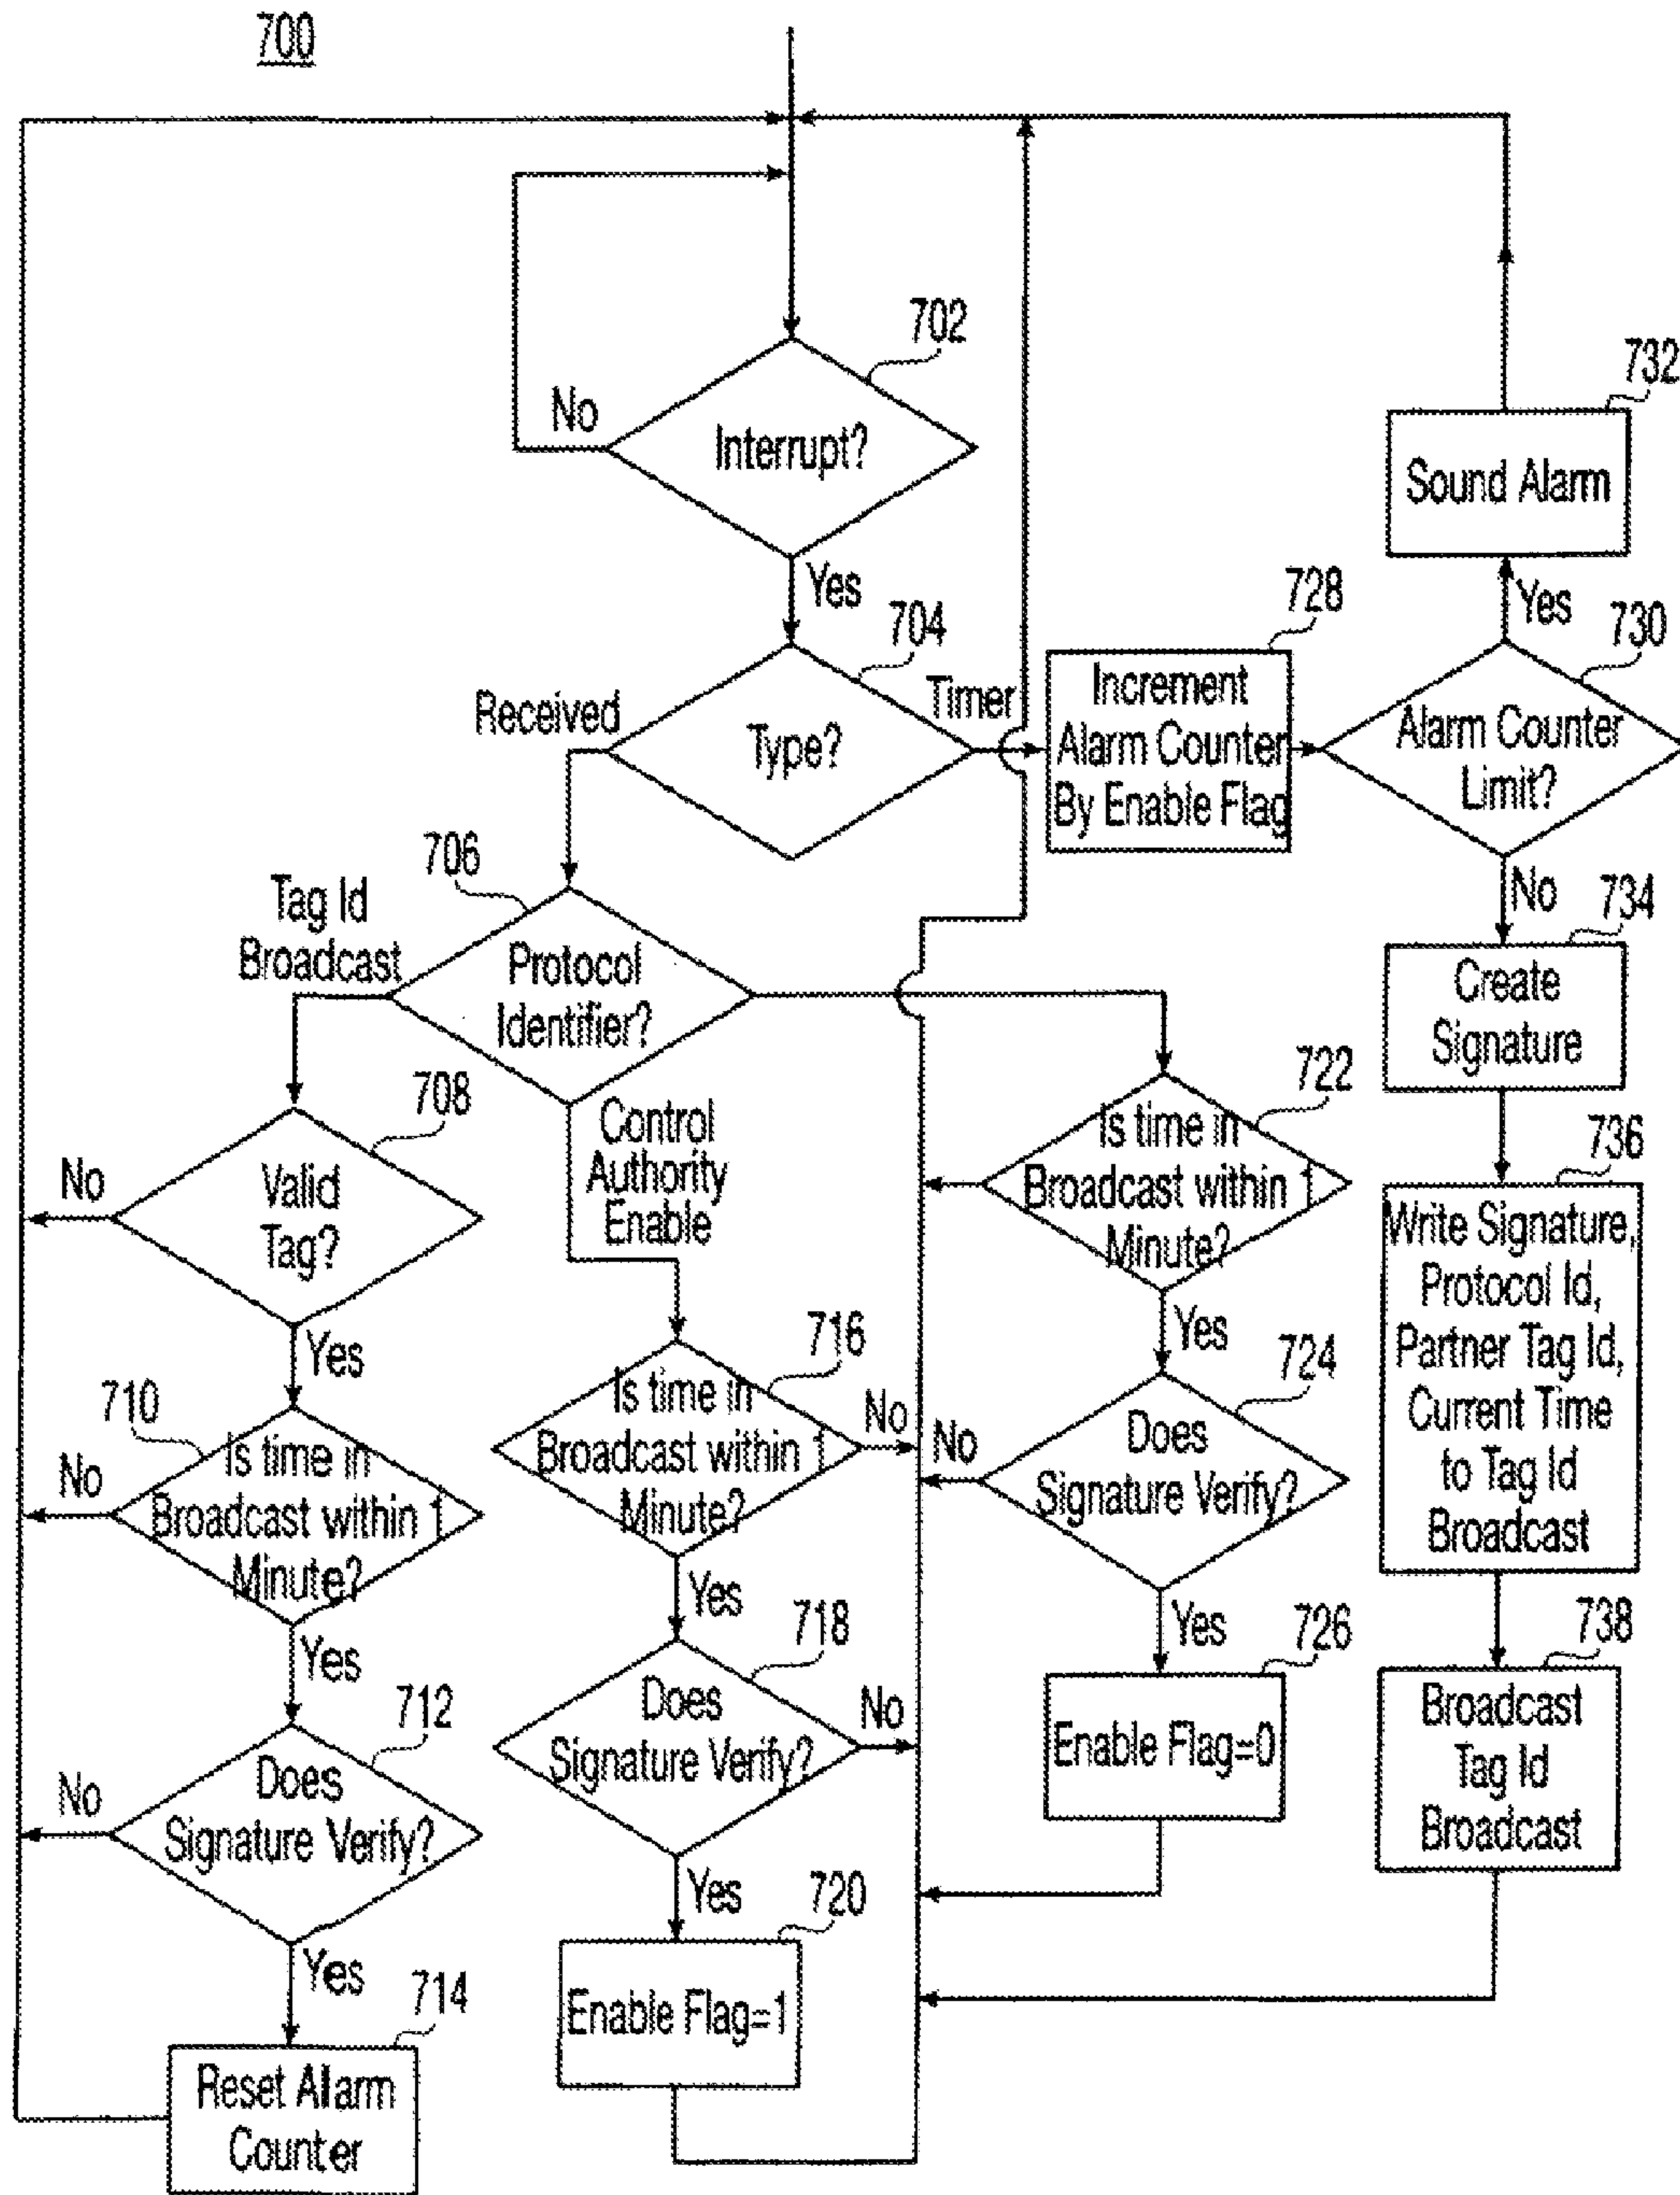 700
702
No
Interrupt?
Yes
732
Sound Alarm
Yes
704
Received
Type?
Timer
728
Increment
Alarm Counter
By Enable Flag
730
Alarm Counter
Limit?
No
706
Tag Id
Broadcast
Protocol
Identifier?
734
Create
Signature
708
No
Valid
Tag?
Yes
Control
Authority
Enable
722
Is time in
Broadcast within 1
Minute?
Yes
736
Write Signature,
Protocol Id,
Partner Tag Id,
Current Time
to Tag Id
Broadcast
710
No
Is time in
Broadcast within 1
Minute?
Yes
716
Is time in
Broadcast within 1
Minute?
No
Yes
724
No
Does
Signature Verify?
Yes
712
No
Does
Signature Verify?
Yes
718
Does
Signature Verify?
No
Yes
726
Enable Flag=0
738
Broadcast
Tag Id
Broadcast
714
Reset Alarm
Counter
720
Enable Flag=1